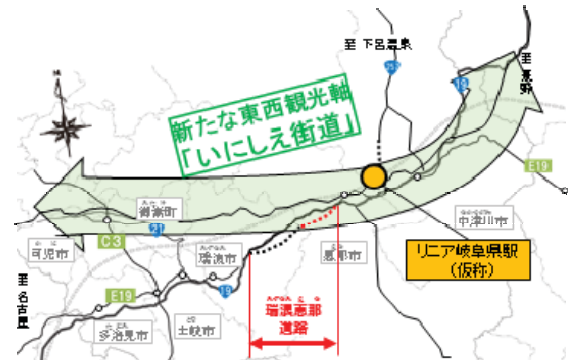 至 下呂温泉
257
至 長野
19
新たな東西観光軸
「いにしえ街道」
E19
御嵩町
中津川市
21
C3
可児市
瑞浪市
恵那市
リニア岐阜県駅
（仮称）
至 名古屋
E19
19
多治見市
土岐市
瑞浪恵那
道路